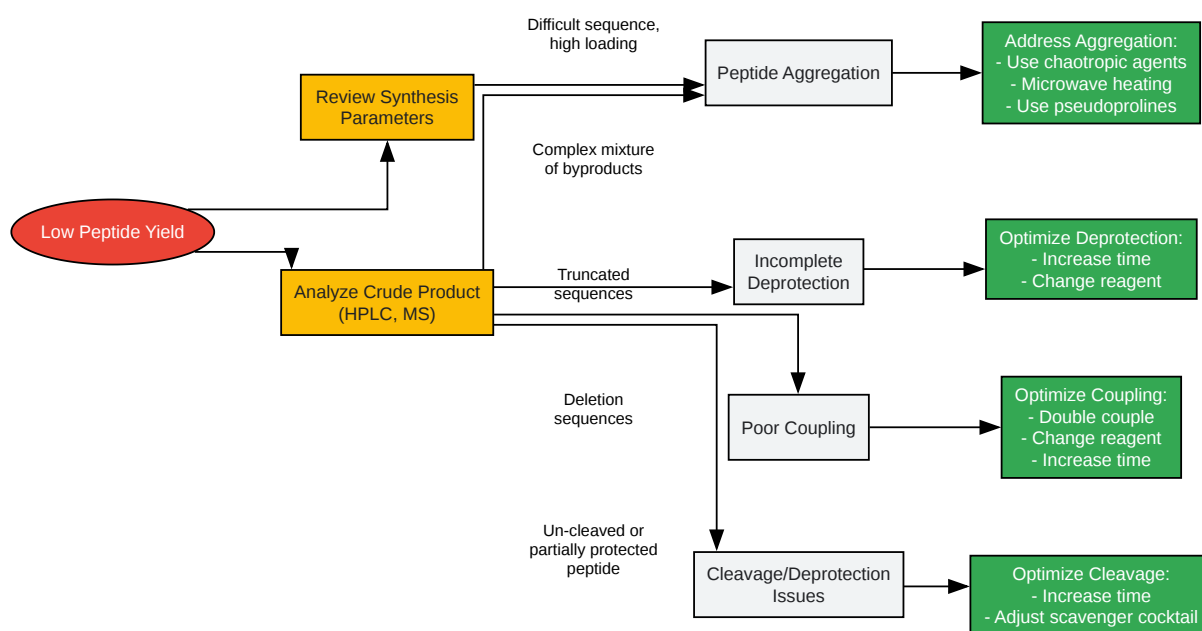 Difficult sequence,
high loading
Peptide Aggregation
Address Aggregation:
- Use chaotropic agents
- Microwave heating
- Use pseudoprolines
Review Synthesis
Parameters
Complex mixture
of byproducts
Low Peptide Yield
Analyze Crude Product
(HPLC, MS)
Truncated
sequences
Incomplete
Deprotection
Optimize Deprotection:
- Increase time
- Change reagent
Deletion
sequences
Poor Coupling
Optimize Coupling:
- Double couple
- Change reagent
- Increase time
Un-cleaved or
partially protected
peptide
Cleavage/Deprotection
Issues
Optimize Cleavage:
- Increase time
- Adjust scavenger cocktail